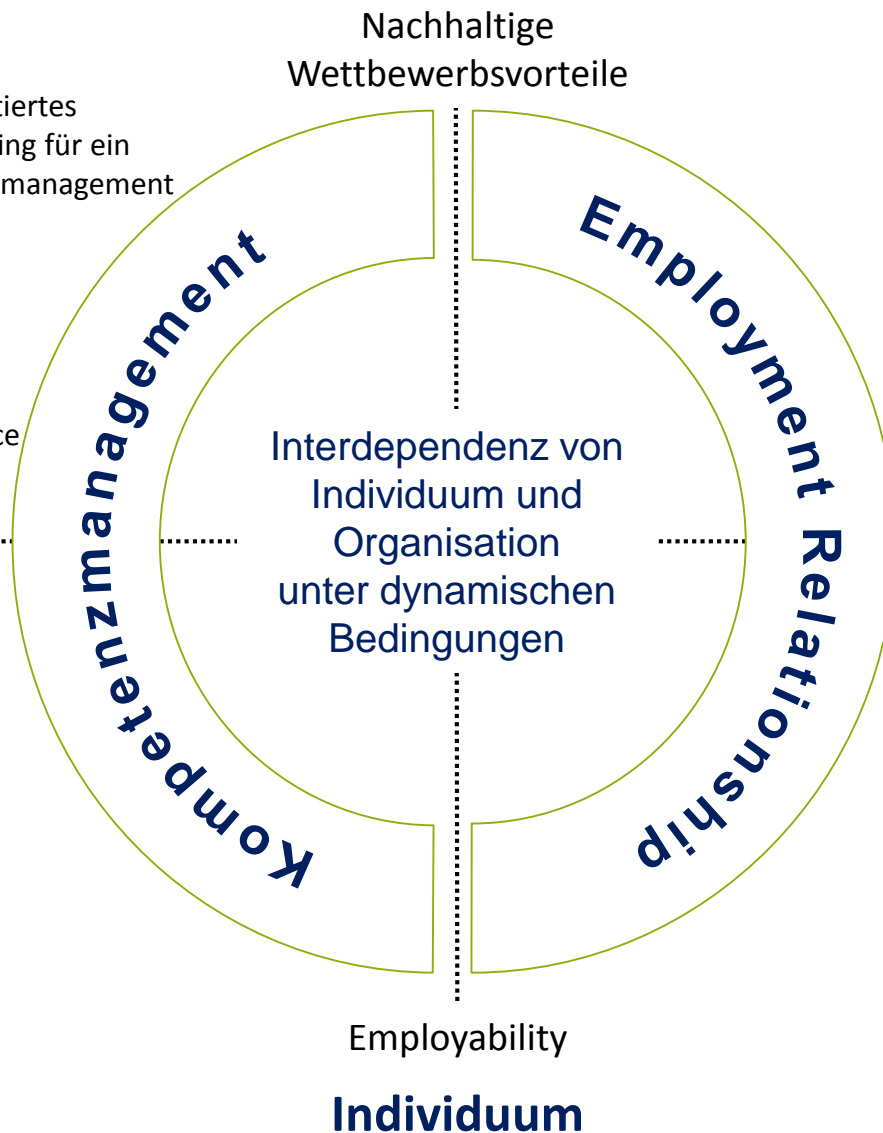 Nachhaltige
Wettbewerbsvorteile
tiertes
ing für ein
management
ce
Kompetenzmanagement
Employment Relationship
Interdependenz von
Individuum und
Organisation
unter dynamischen
Bedingungen
Employability
Individuum